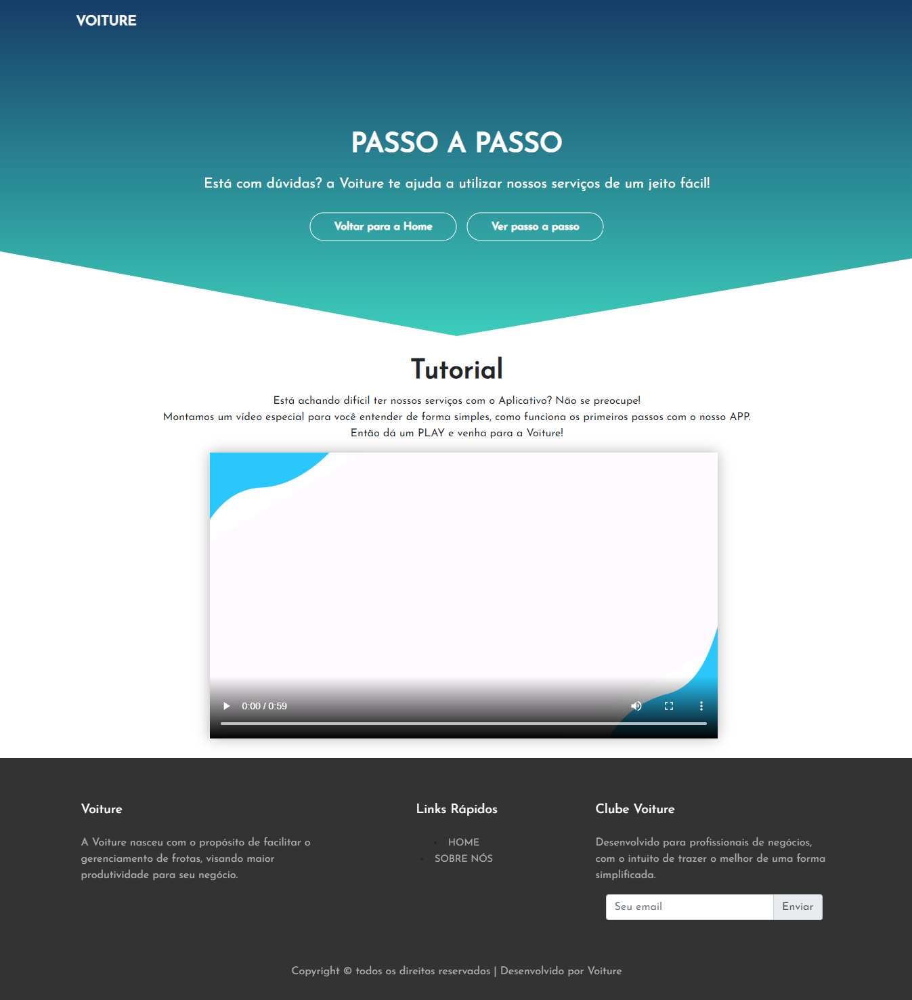 VOITURE
PASSO A PASSO
Está com dúvidas? a Voiture te ajuda a utilizar nossos serviços de um jeito fácil!
Voltar para a Home
Ver passo a passo
Tutorial
Está achando difícil ter nossos serviços com o Aplicativo? Não se preocupe!
Montamos um vídeo especial para você entender de forma simples, como funciona os primeiros passos com o nosso APP.
Então dá um PLAY e venha para a Voiture!
0:00 / 0:59
Voiture
A Voiture nasceu com o propósito de facilitar o
gerenciamento de frotas, visando maior
produtividade para seu negócio.
Links Rápidos
HOME
SOBRE NÓS
Clube Voiture
Desenvolvido para profissionais de negócios,
com o intuito de trazer o melhor de uma forma
simplificada.
Seu email
Enviar
Copyright © todos os direitos reservados | Desenvolvido por Voiture